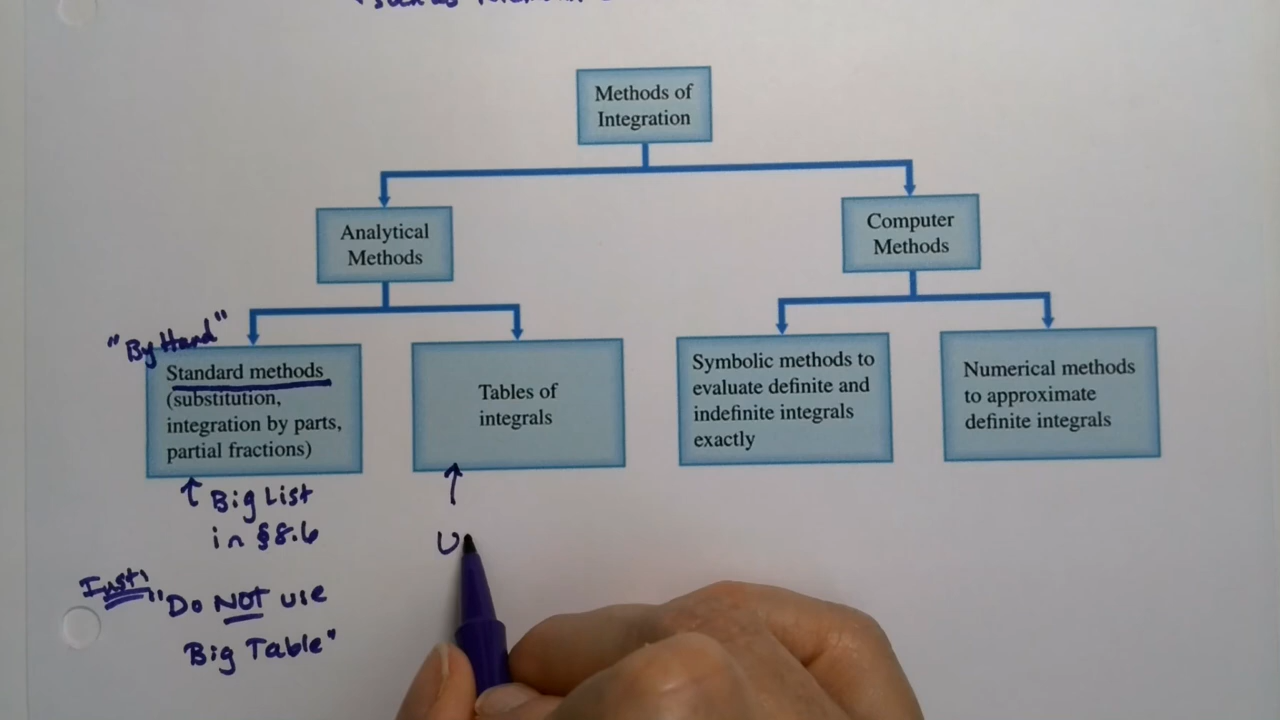 such as
Methods of
Integration
Analytical
Methods
Computer
Methods
"By Hand"
Standard methods
(substitution,
integration by parts,
partial fractions)
Tables of
integrals
Symbolic methods to
evaluate definite and
indefinite integrals
exactly
Numerical methods
to approximate
definite integrals
↑ Big List
in §8.6
↑
U
Inst:
"Do NOT use
Big Table"